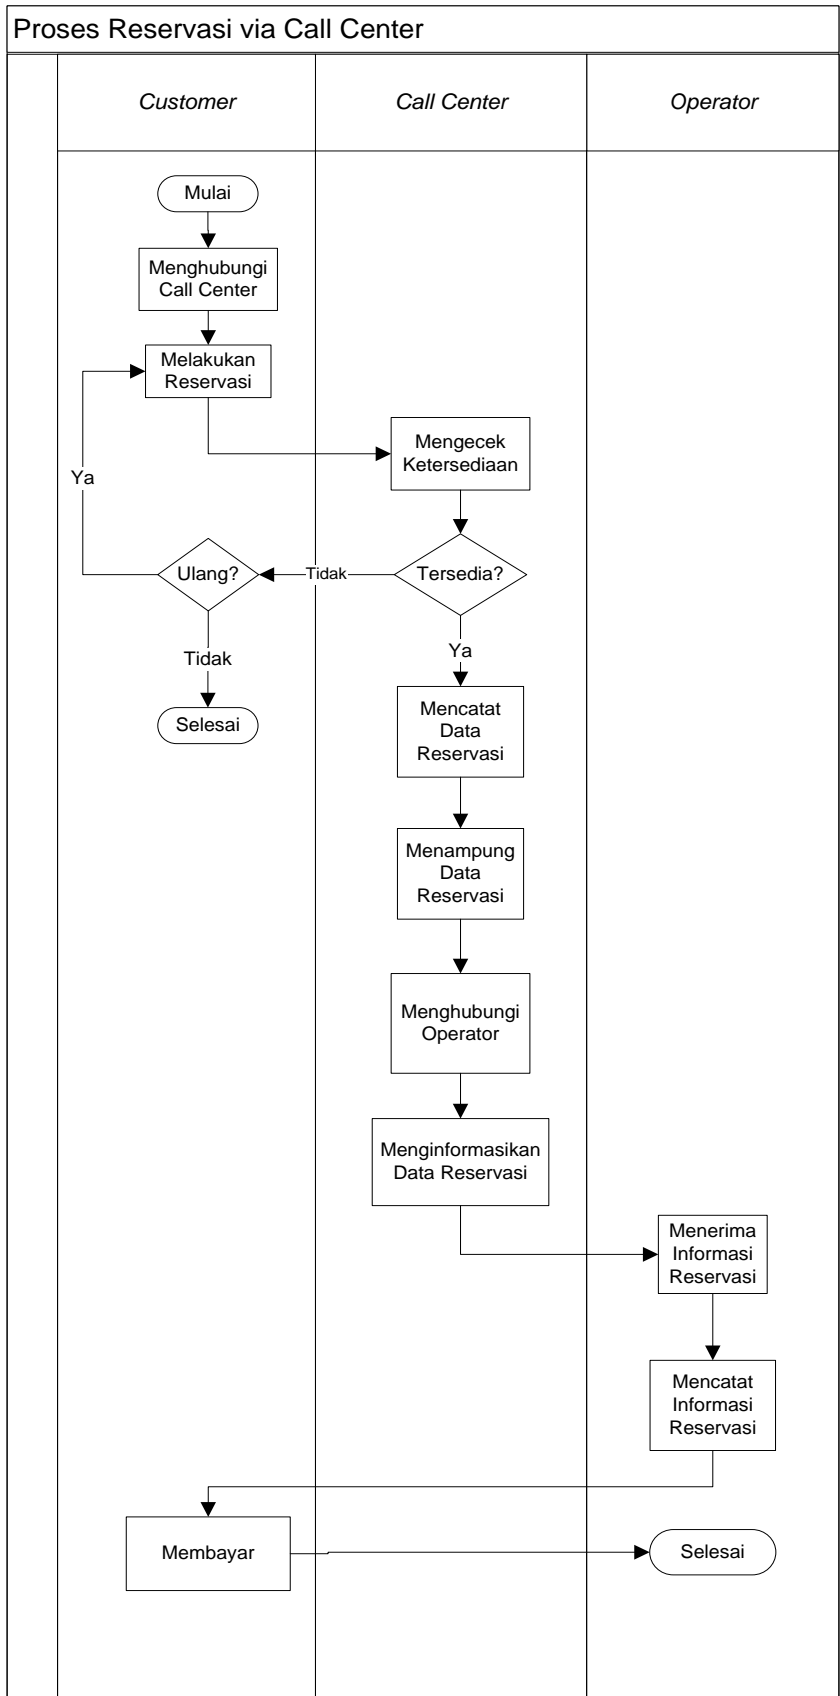 Proses Reservasi via Call Center
Customer
Call Center
Operator
Mulai
Menghubungi
Call Center
Melakukan
Reservasi
Mengecek
Ketersediaan
Ya
Ulang?
Tidak
Tersedia?
Tidak
Ya
Selesai
Mencatat
Data
Reservasi
Menampung
Data
Reservasi
Menghubungi
Operator
Menginformasikan
Data Reservasi
Menerima
Informasi
Reservasi
Mencatat
Informasi
Reservasi
Membayar
Selesai